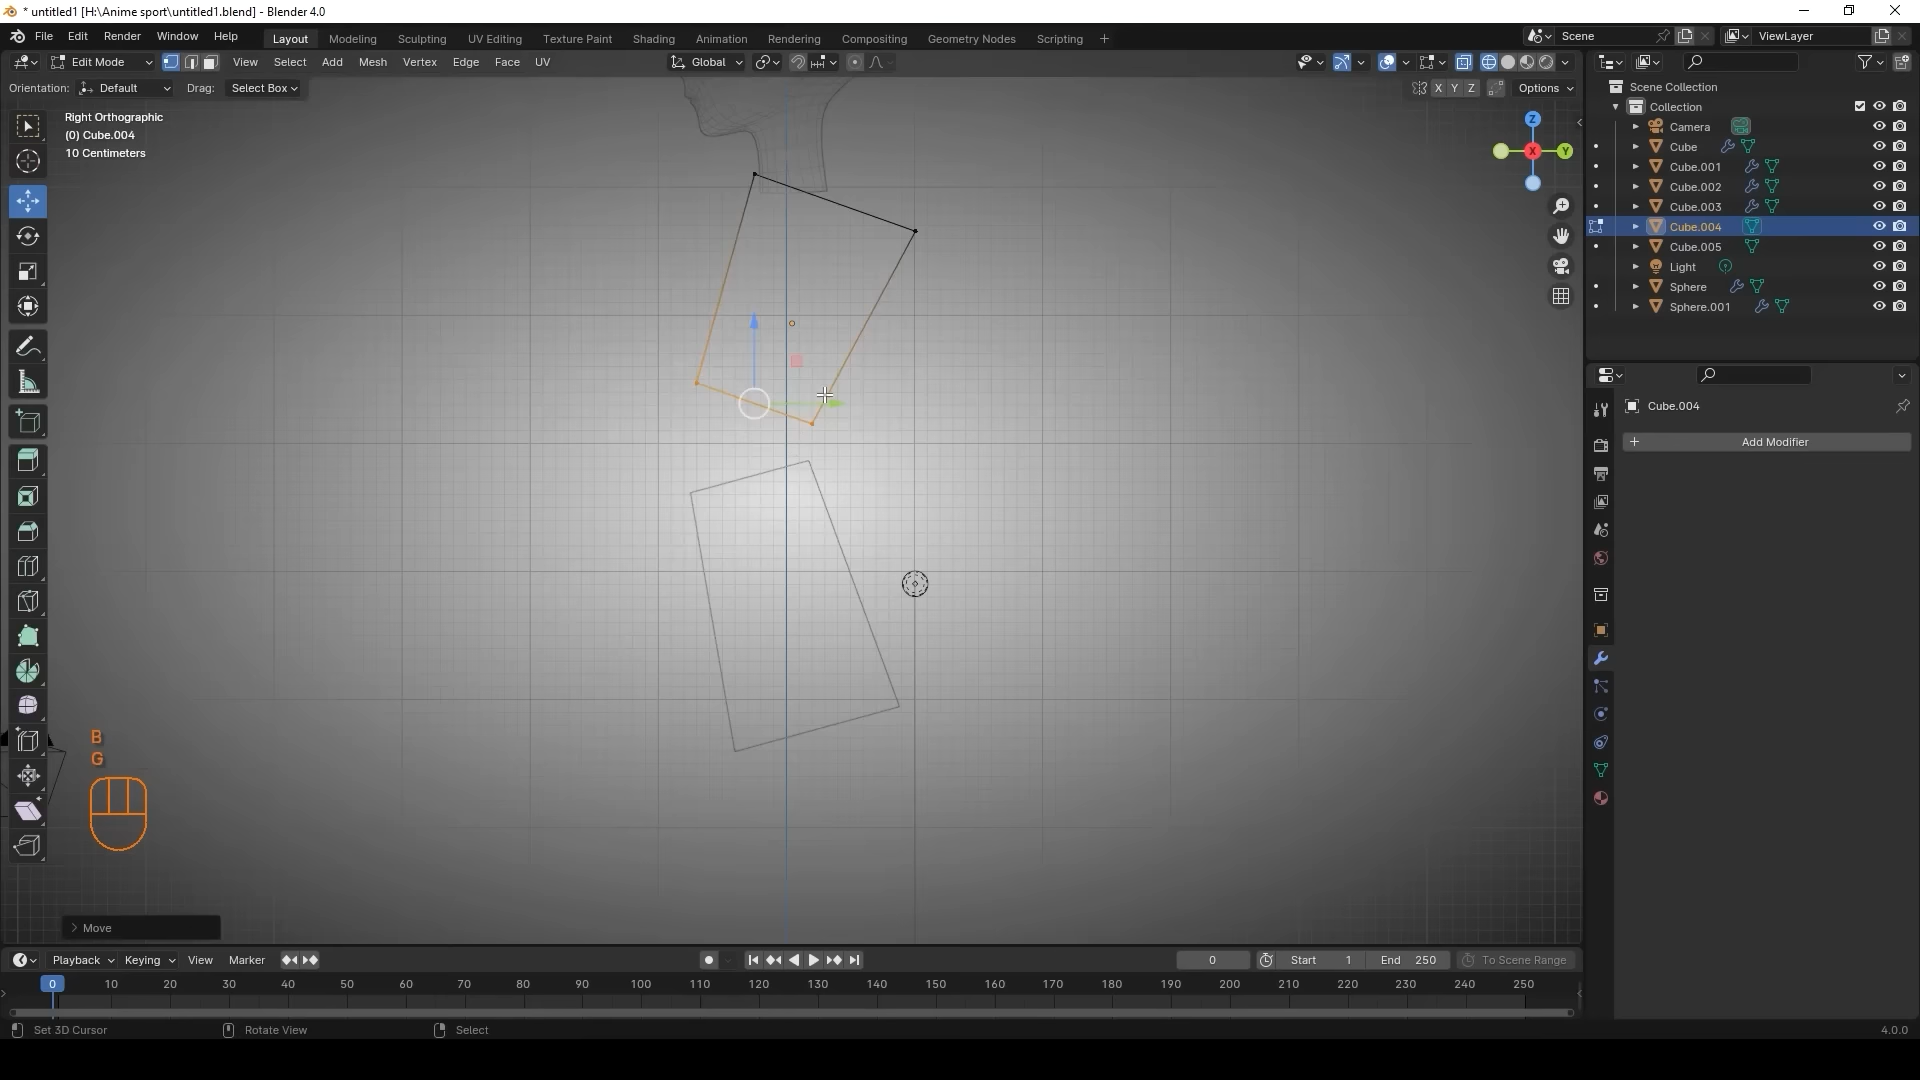 * untitled1 [H:\Anime sport\untitled1.blend] - Blender 4.0
File Edit Render Window Help
Layout Modeling Sculpting UV Editing Texture Paint Shading Animation Rendering Compositing Geometry Nodes Scripting +
Scene
ViewLayer
Edit Mode View Select Add Mesh Vertex Edge Face UV
Global
Orientation: Default Drag: Select Box
X Y Z Options
Right Orthographic
(0) Cube.004
10 Centimeters
Z
X
Y
Scene Collection
Collection
Camera
Cube
Cube.001
Cube.002
Cube.003
Cube.004
Cube.005
Light
Sphere
Sphere.001
Cube.004
+ Add Modifier
B
G
Move
Playback Keying View Marker
0 Start 1 End 250 To Scene Range
0 10 20 30 40 50 60 70 80 90 100 110 120 130 140 150 160 170 180 190 200 210 220 230 240 250
Set 3D Cursor Rotate View Select
4.0.0